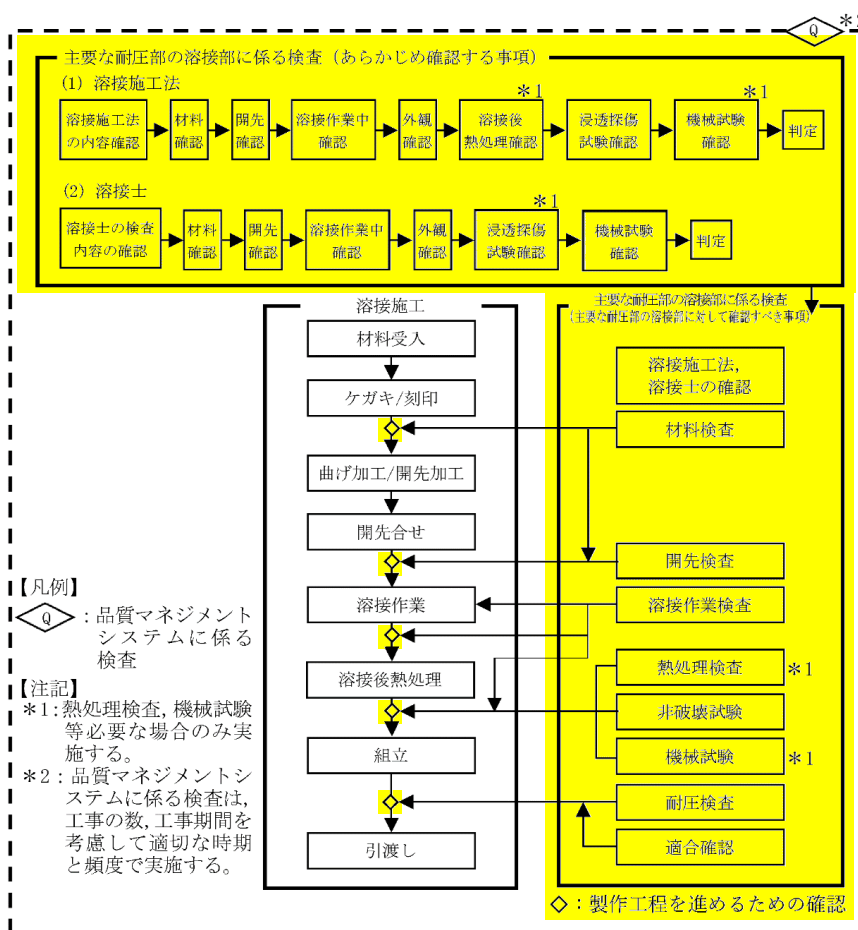 Q
*2
主要な耐圧部の溶接部に係る検査（あらかじめ確認する事項）
(1) 溶接施工法
*1
*1
溶接施工法
の内容確認
材料
確認
開先
確認
溶接作業中
確認
外観
確認
溶接後
熱処理確認
浸透探傷
試験確認
機械試験
確認
判定
(2) 溶接士
*1
溶接士の検査
内容の確認
材料
確認
開先
確認
溶接作業中
確認
外観
確認
浸透探傷
試験確認
機械試験
確認
判定
溶接施工
材料受入
ケガキ/刻印
曲げ加工/開先加工
開先合せ
溶接作業
溶接後熱処理
組立
引渡し
主要な耐圧部の溶接部に係る検査
(主要な耐圧部の溶接部に対して確認すべき事項)
溶接施工法,
溶接士の確認
材料検査
開先検査
溶接作業検査
熱処理検査
*1
非破壊試験
機械試験
*1
耐圧検査
適合確認
◇：製作工程を進めるための確認
【凡例】
Q
：品質マネジメント
システムに係る
検査
【注記】
*1:熱処理検査,機械試験
等必要な場合のみ実
施する。
*2：品質マネジメントシ
ステムに係る検査は,
工事の数,工事期間を
考慮して適切な時期
と頻度で実施する。